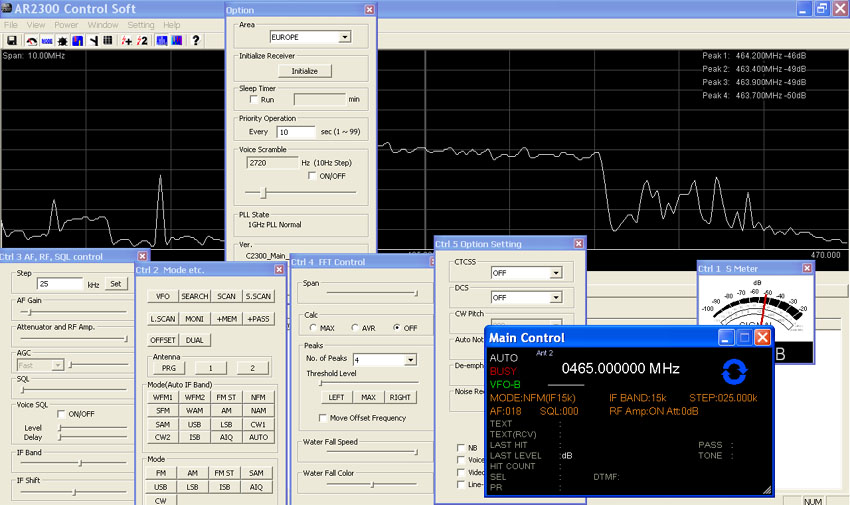 AR2300 Control Soft
File View Power Window Setting Help
MODE
Span: 10.00MHz
Peak 1: 464.200MHz -46dB
Peak 2: 463.400MHz -49dB
Peak 3: 463.900MHz -49dB
Peak 4: 463.700MHz -50dB
470.000
Option
Area
EUROPE
Initialize Receiver
Initialize
Sleep Timer
Run
min
Priority Operation
Every 10 sec (1 ~ 99)
Voice Scramble
2720 Hz (10Hz Step)
ON/OFF
PLL State
1GHz PLL Normal
Ver.
C2300_Main_
Ctrl 3 AF, RF, SQL control
Step
25 kHz Set
AF Gain
Attenuator and RF Amp.
AGC
Fast
SQL
Voice SQL
ON/OFF
Level
Delay
IF Band
IF Shift
Ctrl 2 Mode etc.
VFO SEARCH SCAN S.SCAN
L.SCAN MONI +MEM +PASS
OFFSET DUAL
Antenna
PRG 1 2
Mode(Auto IF Band)
WFM1 WFM2 FM ST NFM
SFM WAM AM NAM
SAM USB LSB CW1
CW2 ISB AIQ AUTO
Mode
FM AM FM ST SAM
USB LSB ISB AIQ
CW
Ctrl 4 FFT Control
Span
Calc
MAX AVR OFF
Peaks
No. of Peaks 4
Threshold Level
LEFT MAX RIGHT
Move Offset Frequency
Water Fall Speed
Water Fall Color
Ctrl 5 Option Setting
CTCSS
OFF
DCS
OFF
CW Pitch
Auto Not
De-emph
Noise Rec
NB
Voice
Video
Line-
Ctrl 1 S Meter
dB
-100 -90 -80 -70 -60 -50 -40 -30 -20
SIGNAL
B
Main Control
AUTO Ant 2
BUSY 0465.000000 MHz
VFO-B
MODE:NFM(IF15k) IF BAND:15k STEP:025.000k
AF:018 SQL:000 RF Amp:ON Att:0dB
TEXT :
TEXT(RCV) :
LAST HIT : PASS :
LAST LEVEL :dB TONE :
HIT COUNT :
SEL : DTMF:
PR :
NUM